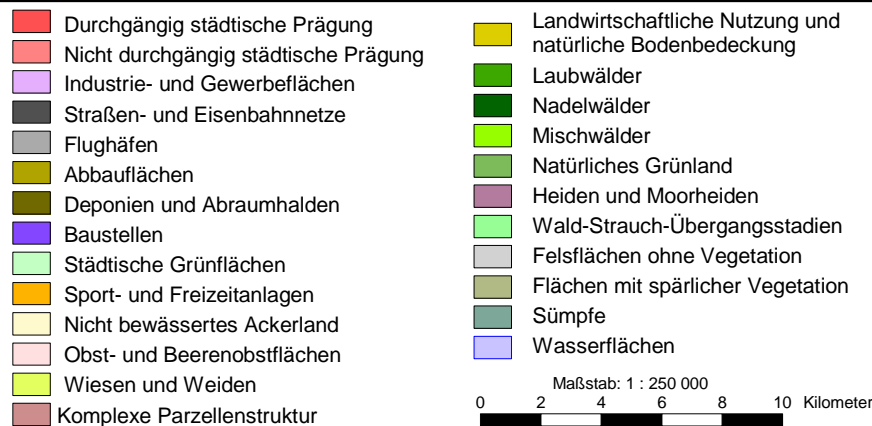 Durchgängig städtische Prägung
Nicht durchgängig städtische Prägung
Industrie- und Gewerbeflächen
Straßen- und Eisenbahnnetze
Flughäfen
Abbauflächen
Deponien und Abraumhalden
Baustellen
Städtische Grünflächen
Sport- und Freizeitanlagen
Nicht bewässertes Ackerland
Obst- und Beerenobstflächen
Wiesen und Weiden
Komplexe Parzellenstruktur
Landwirtschaftliche Nutzung und
natürliche Bodenbedeckung
Laubwälder
Nadelwälder
Mischwälder
Natürliches Grünland
Heiden und Moorheiden
Wald-Strauch-Übergangsstadien
Felsflächen ohne Vegetation
Flächen mit spärlicher Vegetation
Sümpfe
Wasserflächen
Maßstab: 1 : 250 000
0 2 4 6 8 10 Kilometer